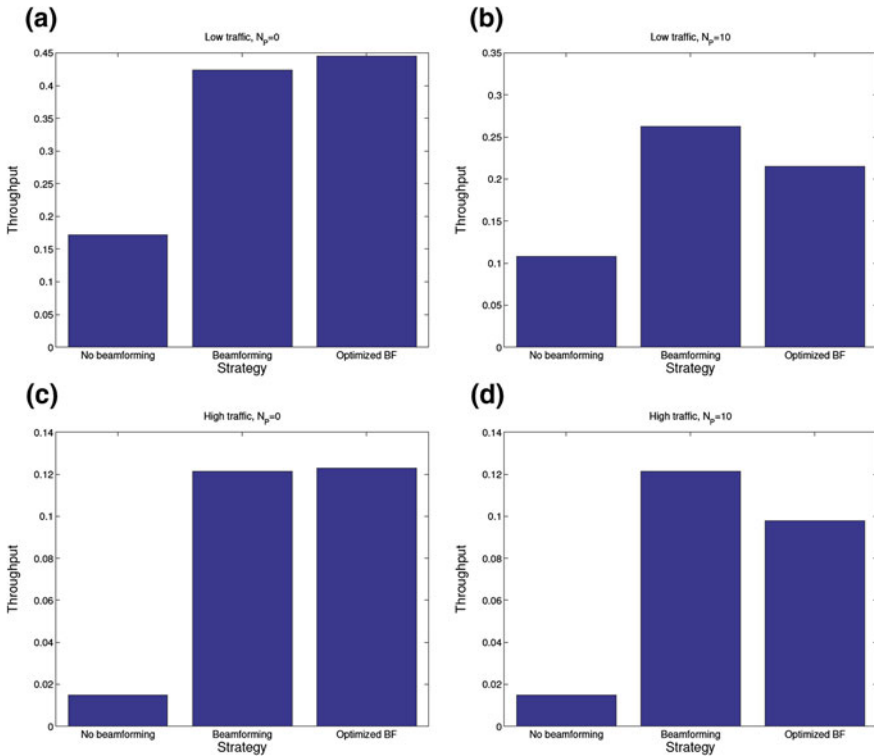 (a)
Low traffic, N_P=0
0.45
0.4
0.35
0.3
0.25
0.2
0.15
0.1
0.05
0
Throughput
No beamforming Beamforming Optimized BF
Strategy
(b)
Low traffic, N_P=10
0.35
0.3
0.25
0.2
0.15
0.1
0.05
0
Throughput
No beamforming Beamforming Optimized BF
Strategy
(c)
High traffic, N_P=0
0.14
0.12
0.1
0.08
0.06
0.04
0.02
0
Throughput
No beamforming Beamforming Optimized BF
Strategy
(d)
High traffic, N_P=10
0.14
0.12
0.1
0.08
0.06
0.04
0.02
0
Throughput
No beamforming Beamforming Optimized BF
Strategy